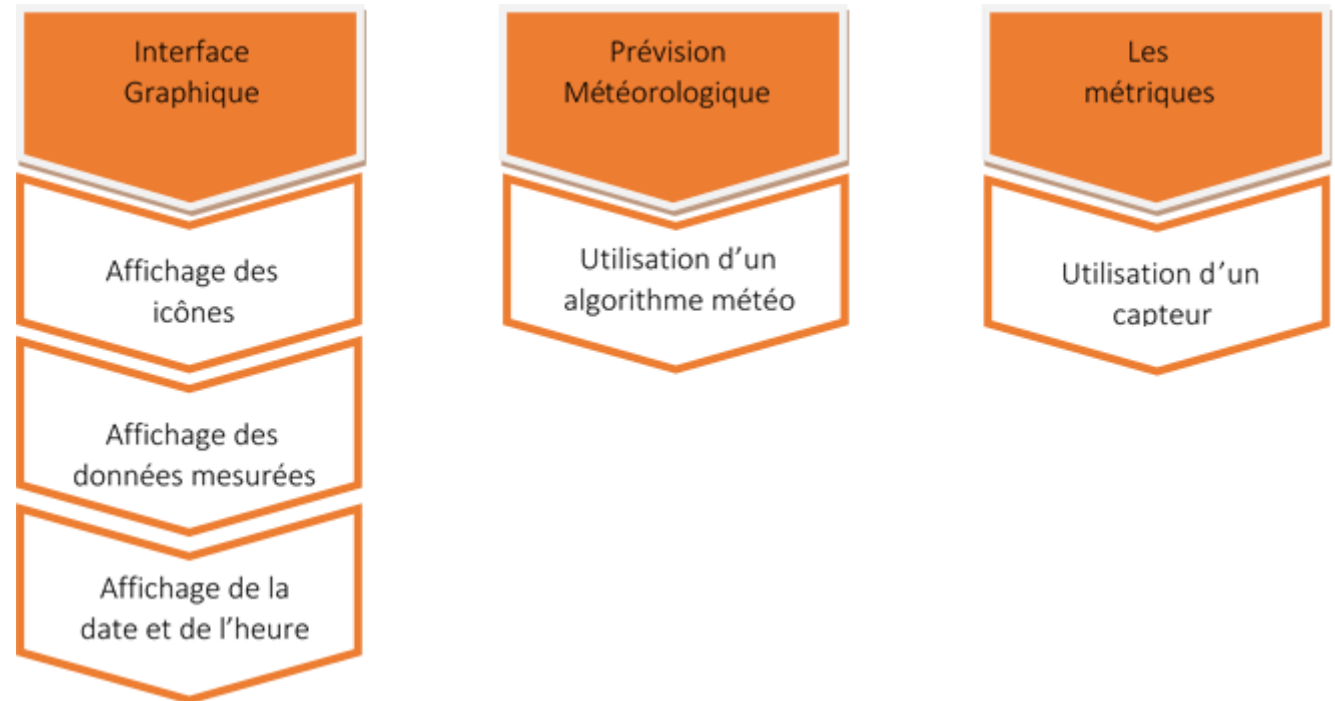 Interface
Graphique
Affichage des
icônes
Affichage des
données mesurées
Affichage de la
date et de l’heure
Prévision
Météorologique
Utilisation d’un
algorithme météo
Les
métriques
Utilisation d’un
capteur